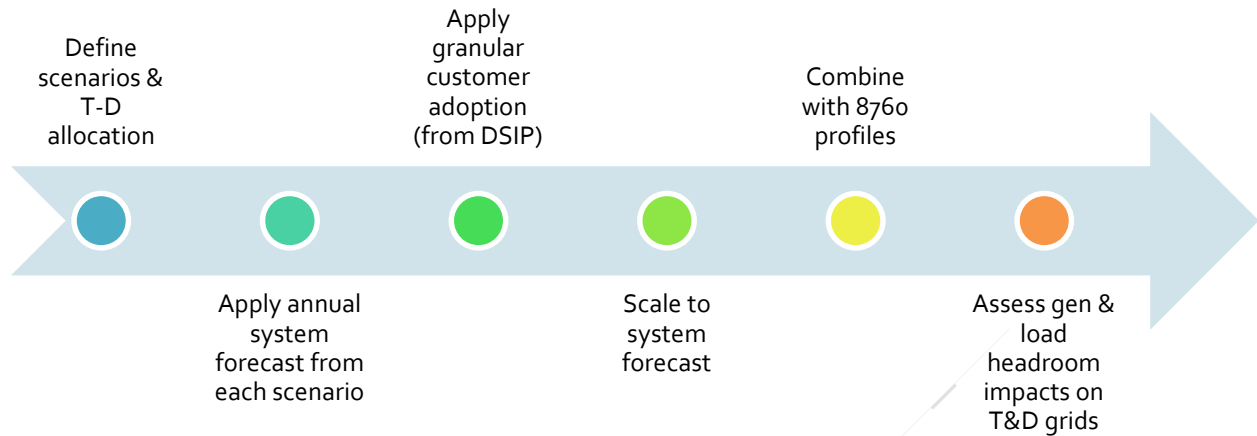 Define
scenarios &
T-D
allocation
Apply annual
system
forecast from
each scenario
Apply
granular
customer
adoption
(from DSIP)
Scale to
system
forecast
Combine
with 8760
profiles
Assess gen &
load
headroom
impacts on
T&D grids